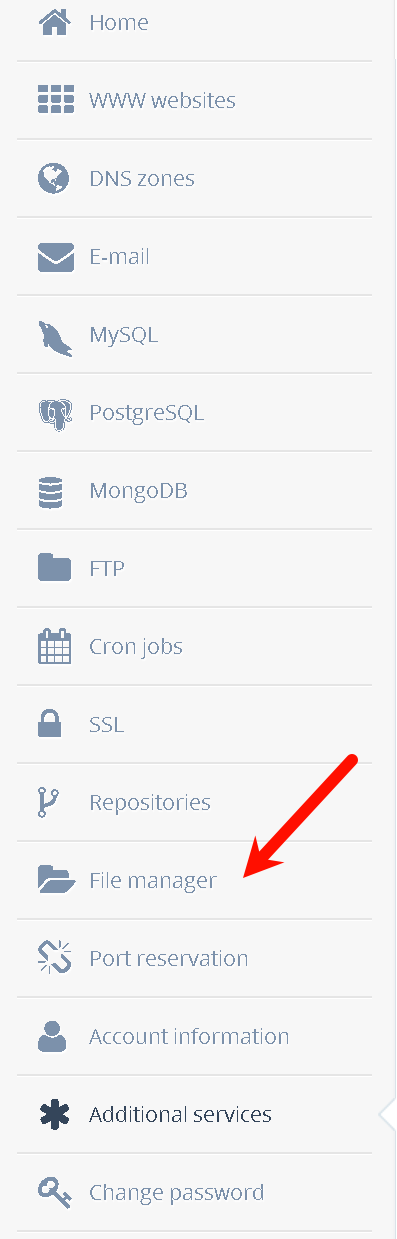 Home
WWW websites
DNS zones
E-mail
MySQL
PostgreSQL
MongoDB
FTP
Cron jobs
SSL
Repositories
File manager
Port reservation
Account information
Additional services
Change password